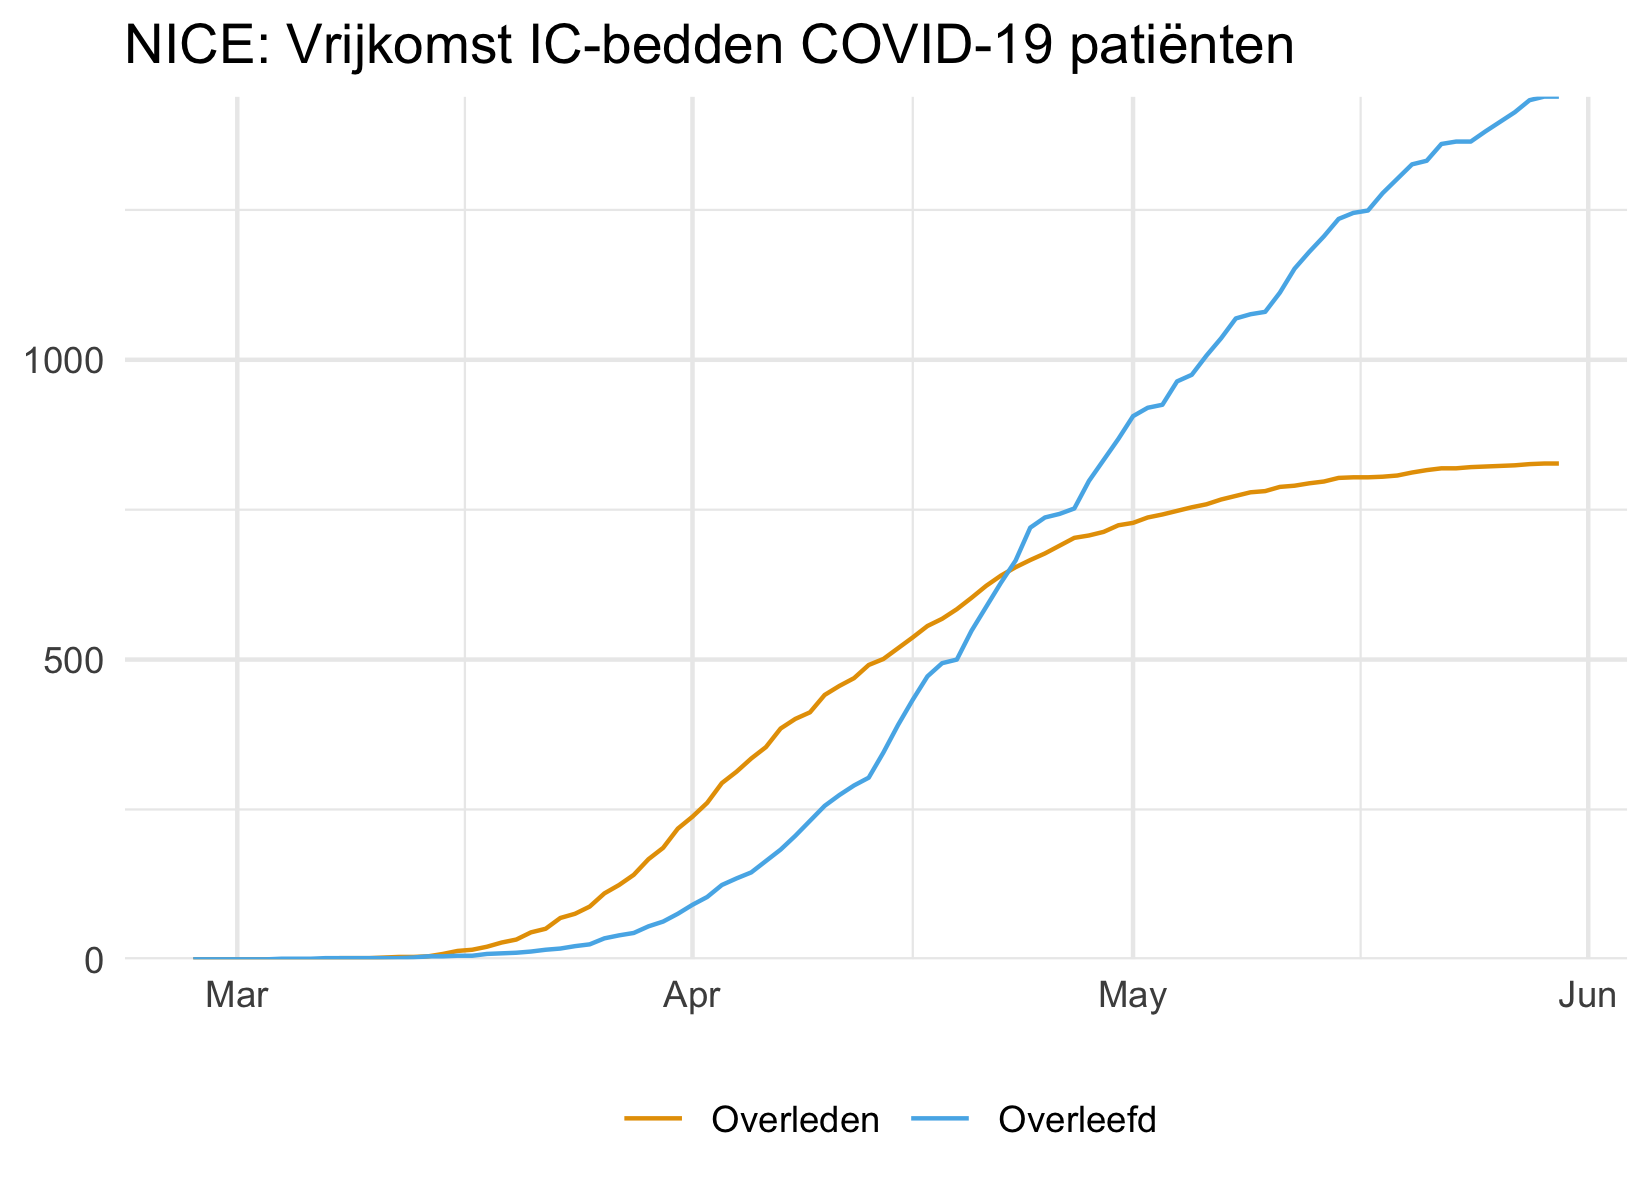 NICE: Vrijkomst IC-bedden COVID-19 patiënten
1000
500
0
Mar Apr May Jun
Overleden Overleefd